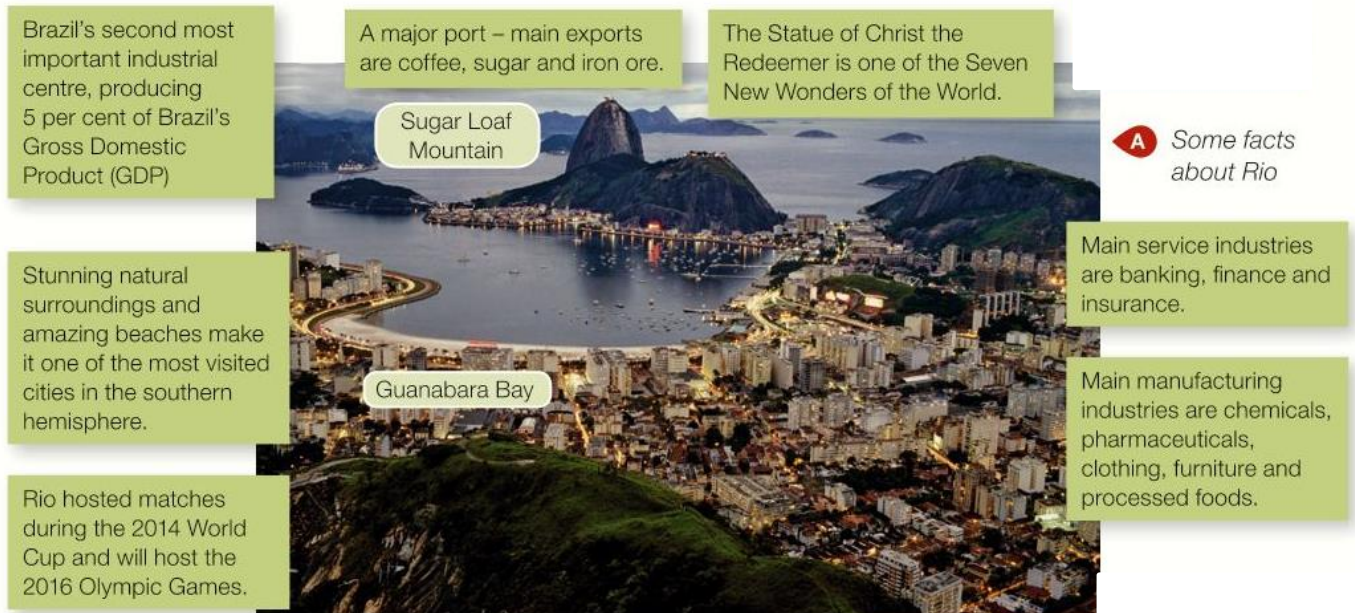 Brazil's second most
important industrial
centre, producing
5 per cent of Brazil's
Gross Domestic
Product (GDP)
A major port – main exports
are coffee, sugar and iron ore.
The Statue of Christ the
Redeemer is one of the Seven
New Wonders of the World.
Sugar Loaf
Mountain
A Some facts
about Rio
Stunning natural
surroundings and
amazing beaches make
it one of the most visited
cities in the southern
hemisphere.
Main service industries
are banking, finance and
insurance.
Guanabara Bay
Main manufacturing
industries are chemicals,
pharmaceuticals,
clothing, furniture and
processed foods.
Rio hosted matches
during the 2014 World
Cup and will host the
2016 Olympic Games.